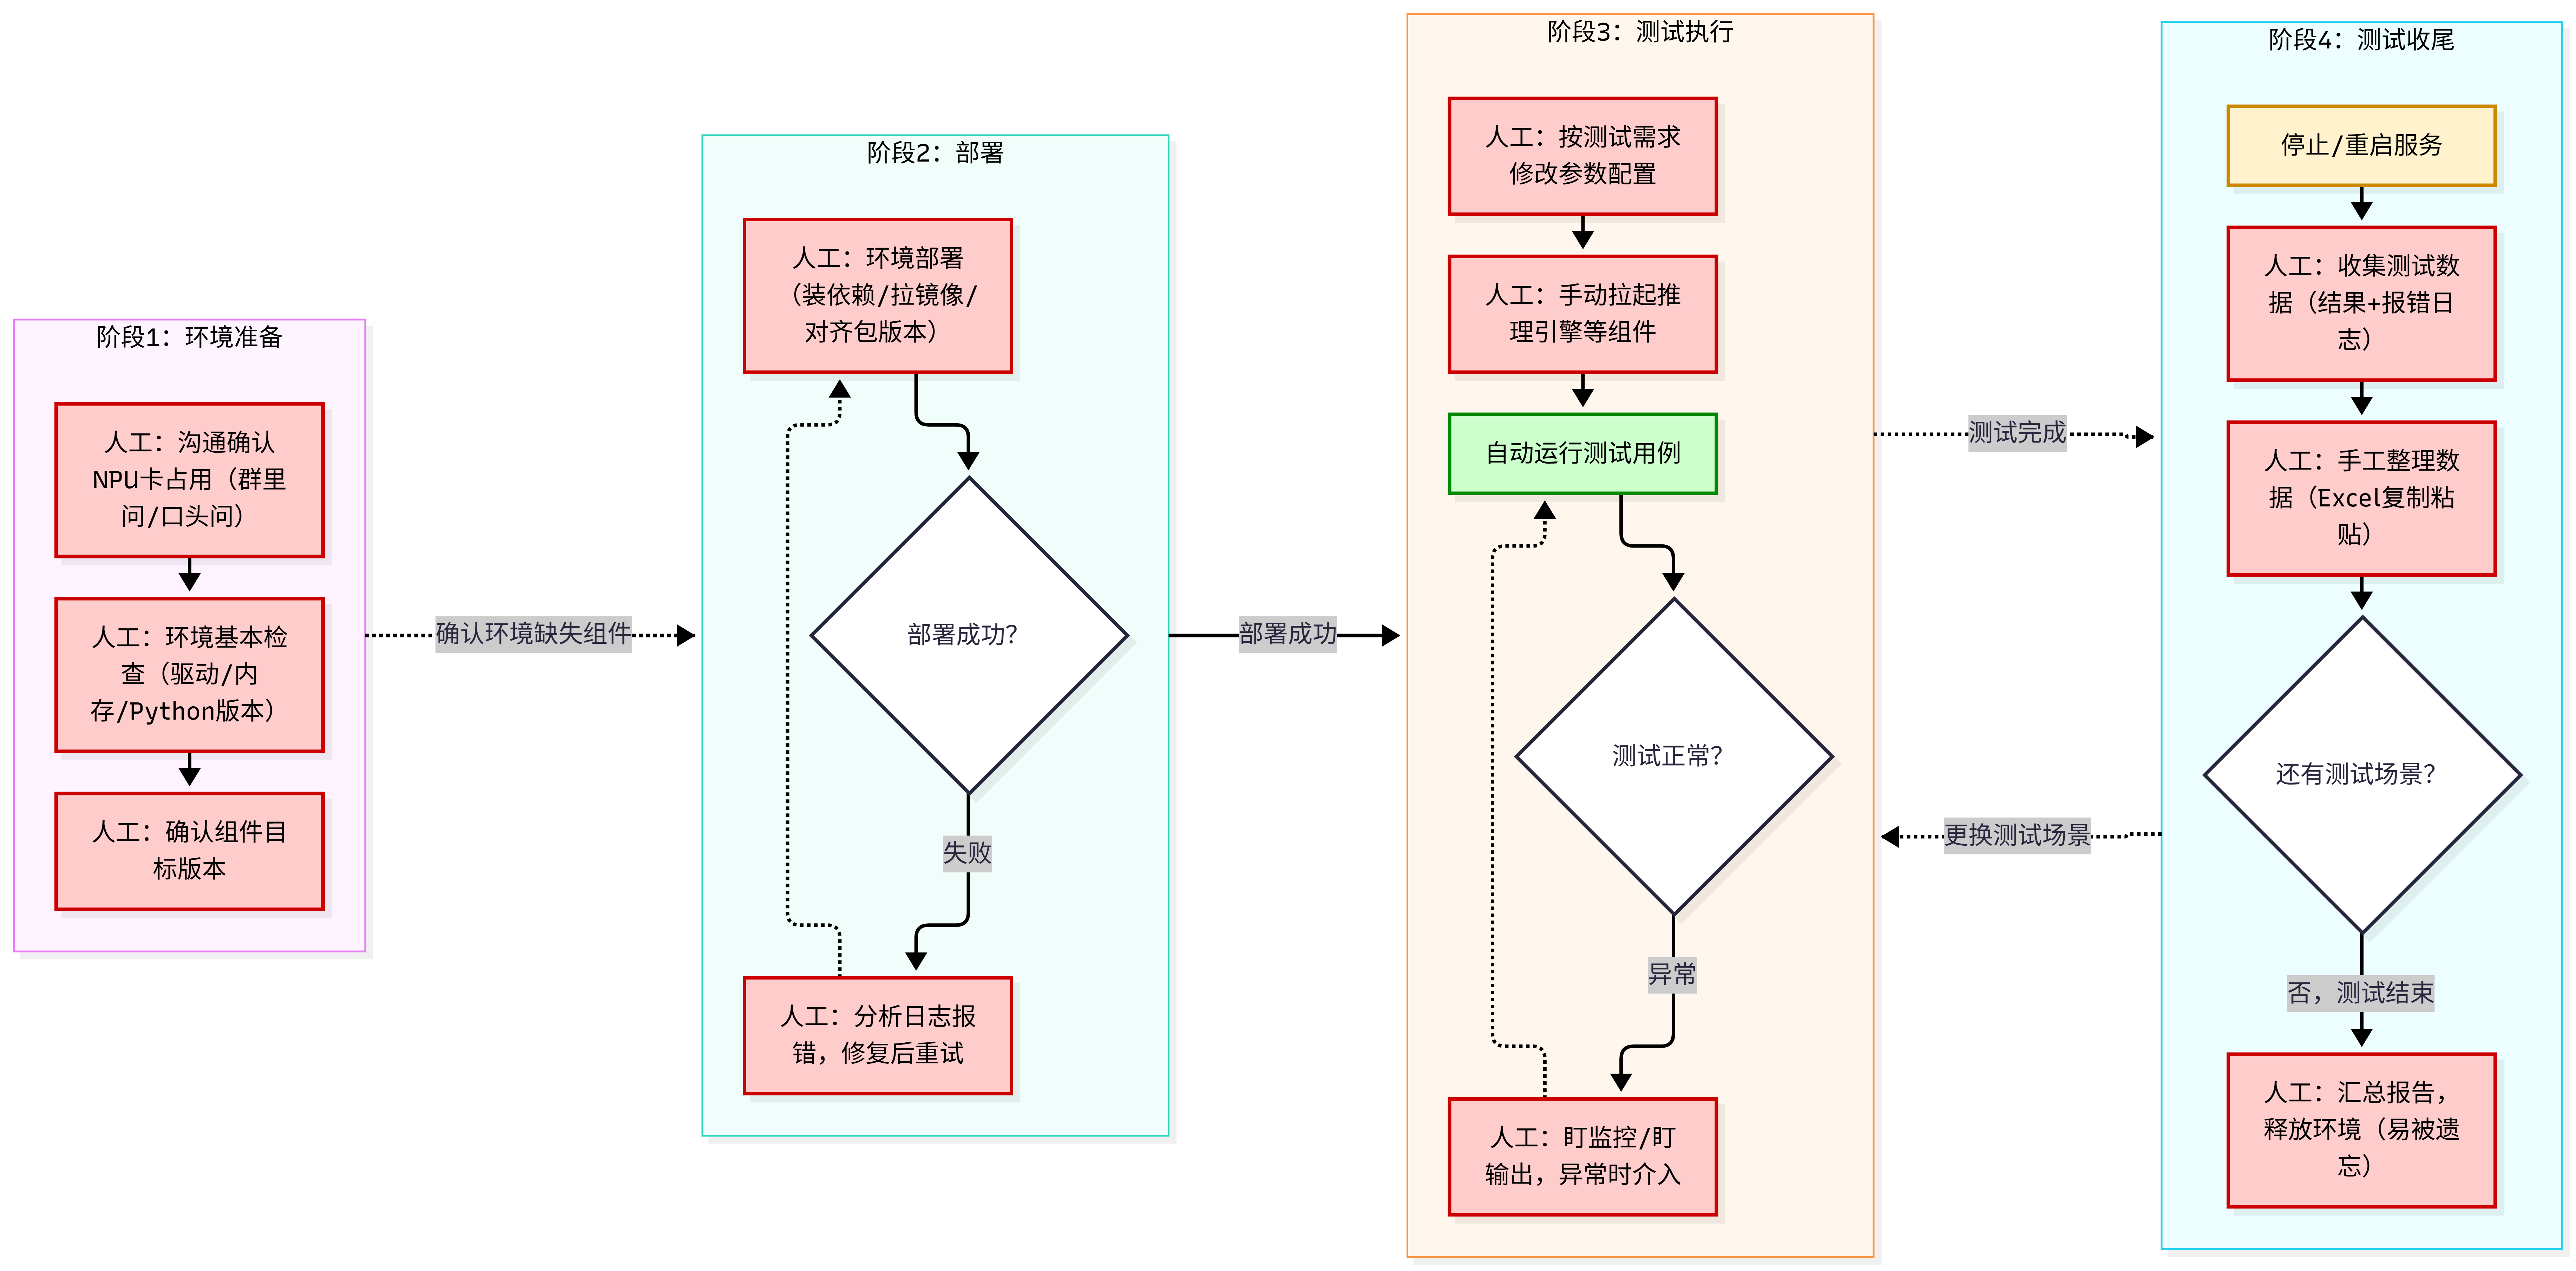 阶段1：环境准备
人工：沟通确认
NPU卡占用（群里
问/口头问）
人工：环境基本检
查（驱动/内
存/Python版本）
人工：确认组件目
标版本
确认环境缺失组件
阶段2：部署
人工：环境部署
（装依赖/拉镜像/
对齐包版本）
部署成功？
失败
人工：分析日志报
错，修复后重试
部署成功
阶段3：测试执行
人工：按测试需求
修改参数配置
人工：手动拉起推
理引擎等组件
自动运行测试用例
测试正常？
异常
人工：盯监控/盯
输出，异常时介入
测试完成
更换测试场景
阶段4：测试收尾
停止/重启服务
人工：收集测试数
据（结果+报错日
志）
人工：手工整理数
据（Excel复制粘
贴）
还有测试场景？
否，测试结束
人工：汇总报告，
释放环境（易被遗
忘）